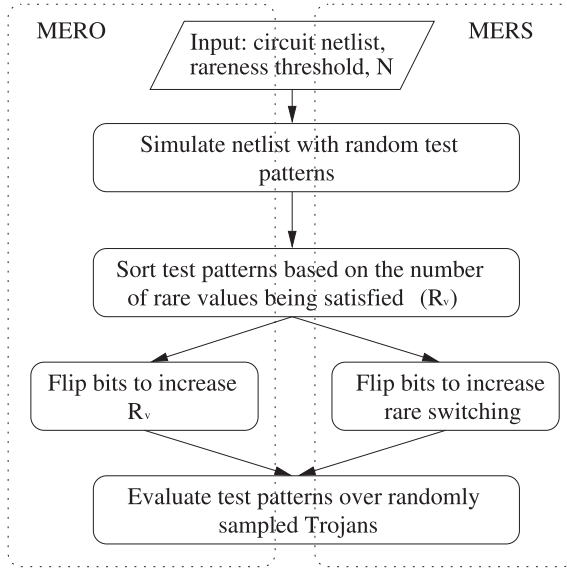 MERO
MERS
Input: circuit netlist,
rareness threshold, N
Simulate netlist with random test
patterns
Sort test patterns based on the number
of rare values being satisfied (Rᵥ)
Flip bits to increase
Rᵥ
Flip bits to increase
rare switching
Evaluate test patterns over randomly
sampled Trojans